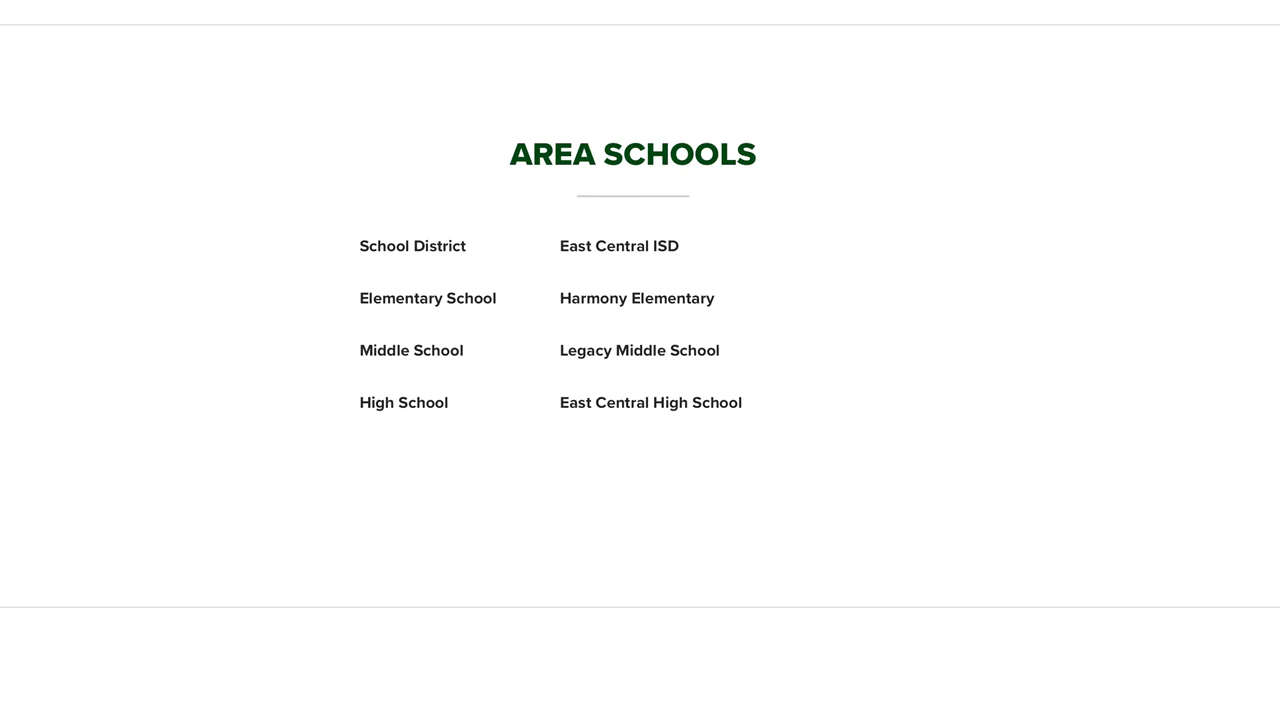 AREA SCHOOLS
School District East Central ISD
Elementary School Harmony Elementary
Middle School Legacy Middle School
High School East Central High School